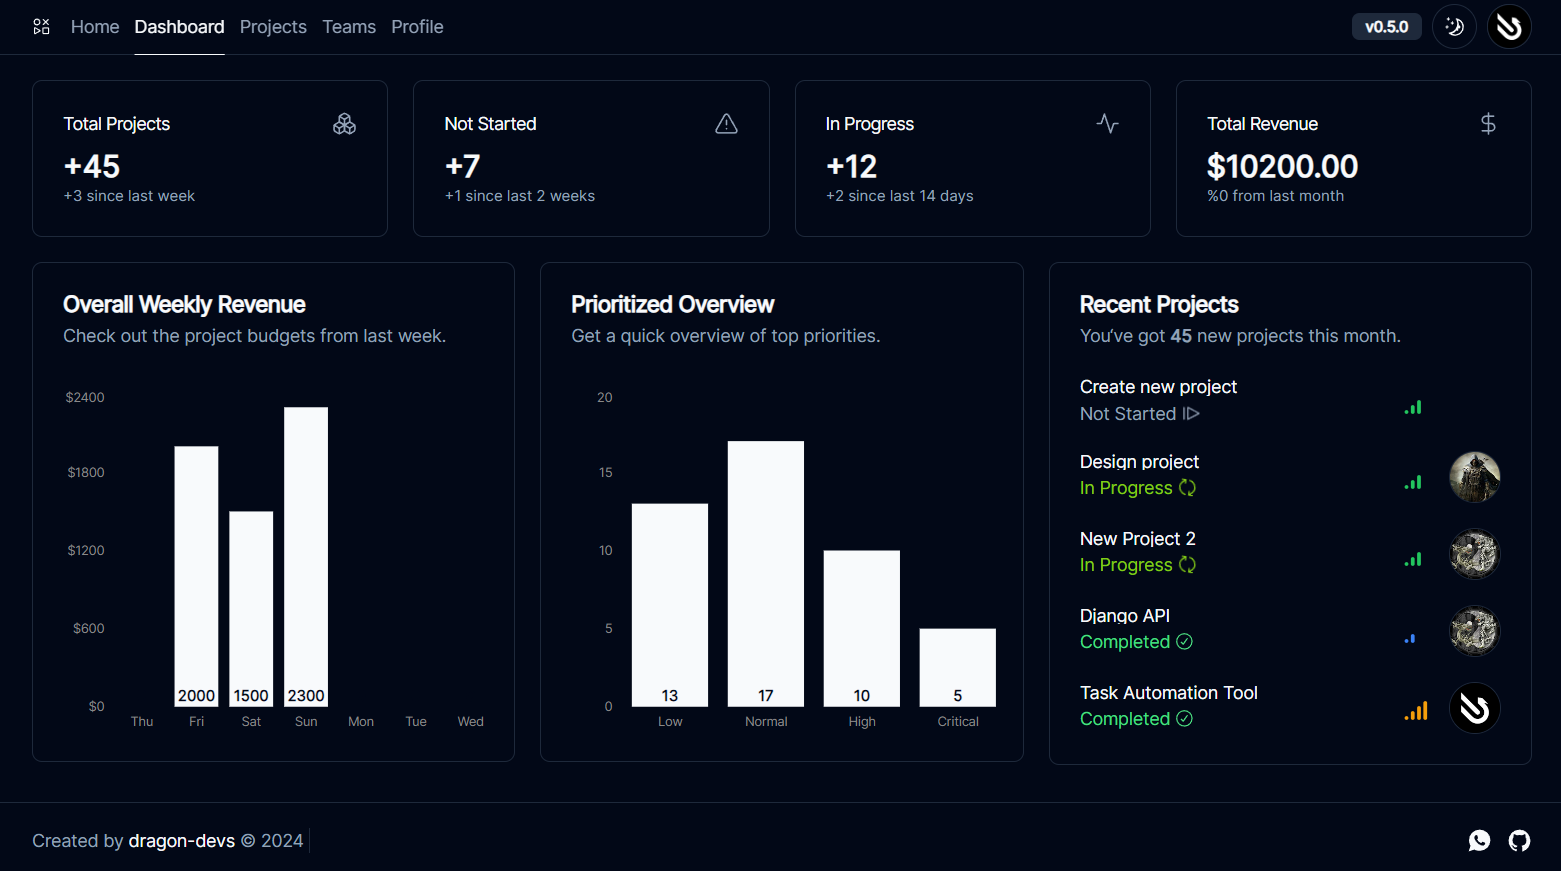 Home Dashboard Projects Teams Profile v0.5.0
Total Projects
+45
+3 since last week
Not Started
+7
+1 since last 2 weeks
In Progress
+12
+2 since last 14 days
Total Revenue
$10200.00
%0 from last month
Overall Weekly Revenue
Check out the project budgets from last week.
$2400
$1800
$1200
$600
$0
2000 1500 2300
Thu Fri Sat Sun Mon Tue Wed
Prioritized Overview
Get a quick overview of top priorities.
20
15
10
5
0
13 17 10 5
Low Normal High Critical
Recent Projects
You’ve got 45 new projects this month.
Create new project
Not Started
Design project
In Progress
New Project 2
In Progress
Django API
Completed
Task Automation Tool
Completed
Created by dragon-devs © 2024